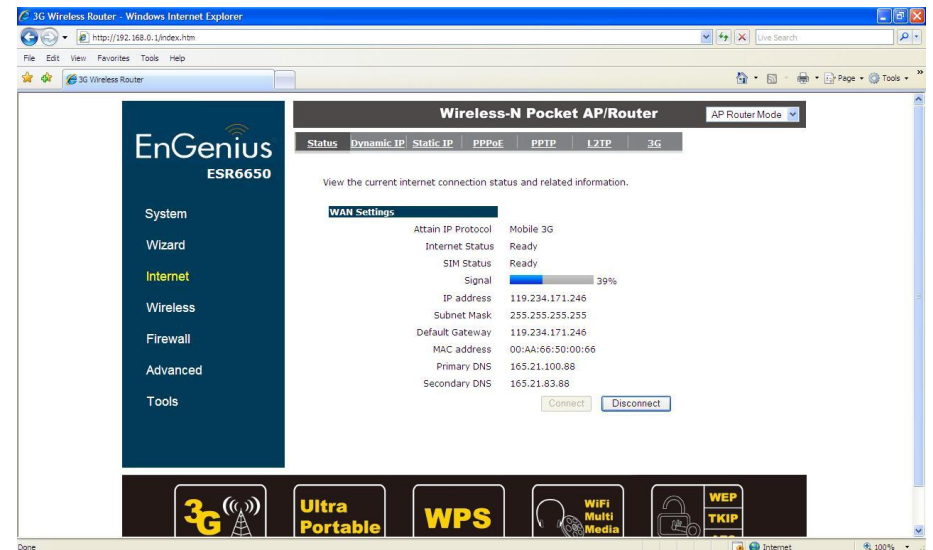 3G Wireless Router - Windows Internet Explorer
http://192.168.0.1/index.htm
Live Search
File Edit View Favorites Tools Help
3G Wireless Router
Page Tools
Wireless-N Pocket AP/Router
AP Router Mode
EnGenius
ESR6650
Status Dynamic IP Static IP PPPoE PPTP L2TP 3G
View the current internet connection status and related information.
System
Wizard
Internet
Wireless
Firewall
Advanced
Tools
WAN Settings
Attain IP Protocol Mobile 3G
Internet Status Ready
SIM Status Ready
Signal 39%
IP address 119.234.171.246
Subnet Mask 255.255.255.255
Default Gateway 119.234.171.246
MAC address 00:AA:66:50:00:66
Primary DNS 165.21.100.88
Secondary DNS 165.21.83.88
Connect Disconnect
3G
Ultra
Portable
WPS
WiFi
Multi
Media
WEP
TKIP
Done
Internet
100%